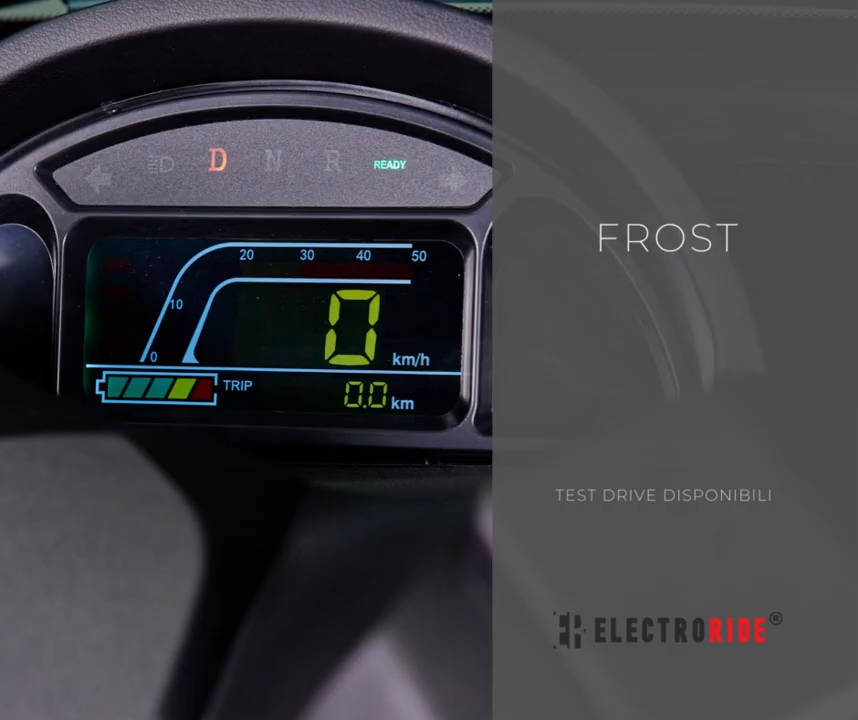 D N R READY
20 30 40 50
10
0
km/h
0
TRIP 0.0 km
FROST
TEST DRIVE DISPONIBILI
ELECTRORIDE®